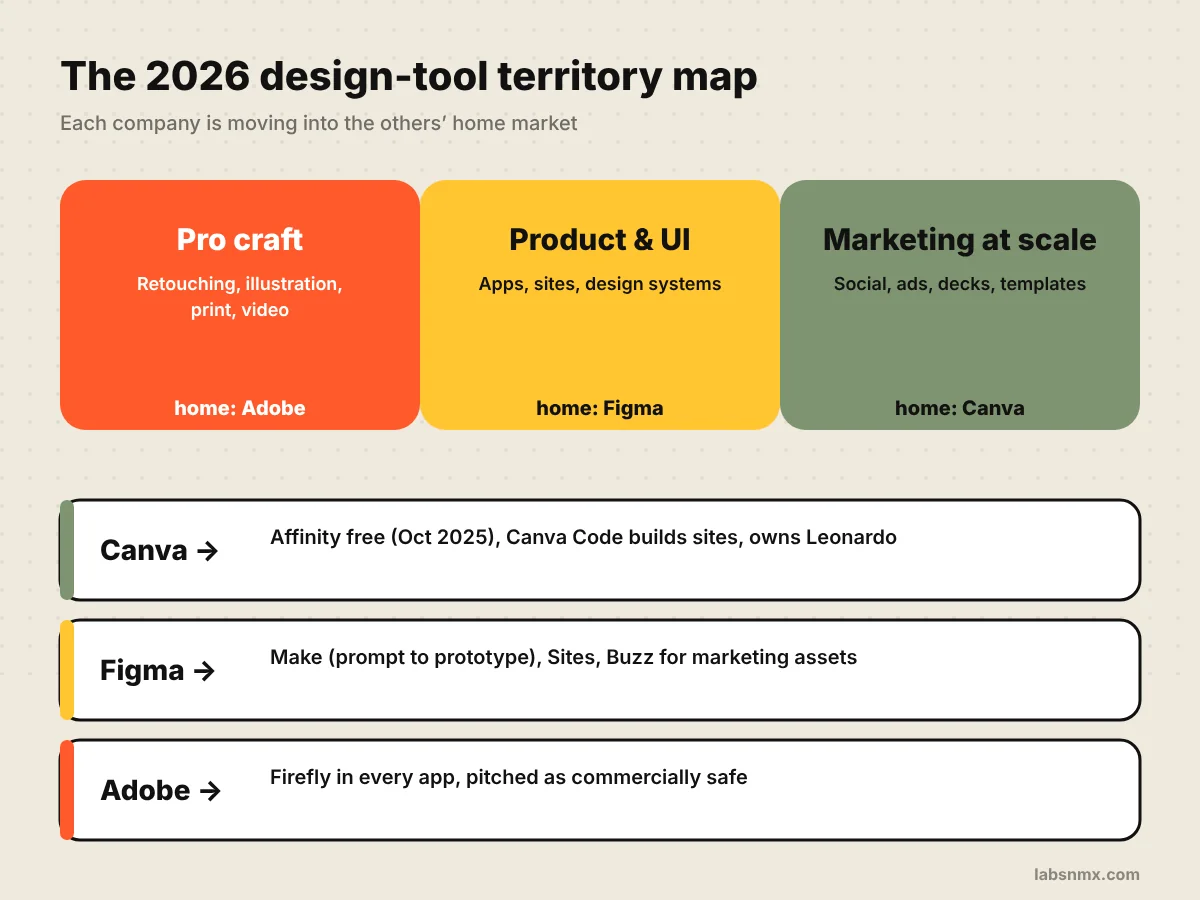 The 2026 design-tool territory map
Each company is moving into the others’ home market
Pro craft
Retouching, illustration,
print, video
home: Adobe
Product & UI
Apps, sites, design systems
home: Figma
Marketing at scale
Social, ads, decks, templates
home: Canva
Canva →
Affinity free (Oct 2025), Canva Code builds sites, owns Leonardo
Figma →
Make (prompt to prototype), Sites, Buzz for marketing assets
Adobe →
Firefly in every app, pitched as commercially safe
labsnmx.com